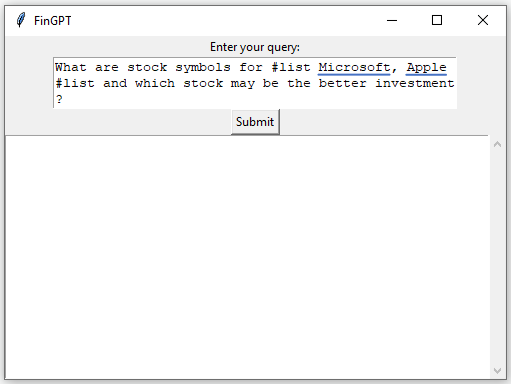 FinGPT
Enter your query:
What are stock symbols for #list Microsoft, Apple
#list and which stock may be the better investment
?
Submit